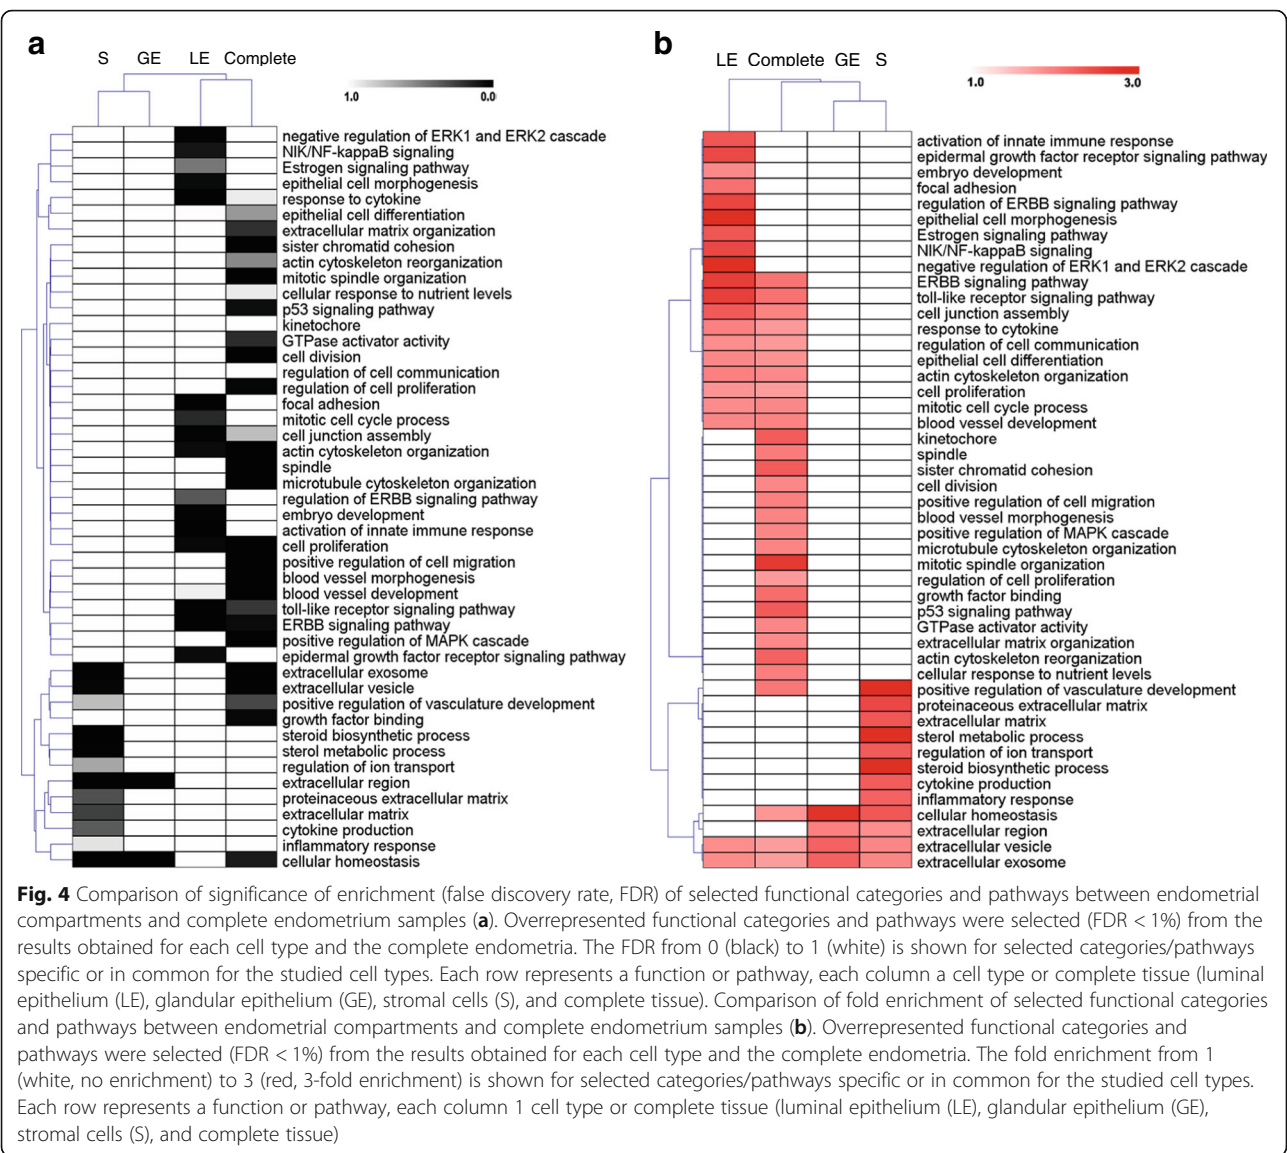 a
S GE LE Complete
1.0 0.0
negative regulation of ERK1 and ERK2 cascade
NIK/NF-kappaB signaling
Estrogen signaling pathway
epithelial cell morphogenesis
response to cytokine
epithelial cell differentiation
extracellular matrix organization
sister chromatid cohesion
actin cytoskeleton reorganization
mitotic spindle organization
cellular response to nutrient levels
p53 signaling pathway
kinetochore
GTPase activator activity
cell division
regulation of cell communication
regulation of cell proliferation
focal adhesion
mitotic cell cycle process
cell junction assembly
actin cytoskeleton organization
spindle
microtubule cytoskeleton organization
regulation of ERBB signaling pathway
embryo development
activation of innate immune response
cell proliferation
positive regulation of cell migration
blood vessel morphogenesis
blood vessel development
toll-like receptor signaling pathway
ERBB signaling pathway
positive regulation of MAPK cascade
epidermal growth factor receptor signaling pathway
extracellular exosome
extracellular vesicle
positive regulation of vasculature development
growth factor binding
steroid biosynthetic process
sterol metabolic process
regulation of ion transport
extracellular region
proteinaceous extracellular matrix
extracellular matrix
cytokine production
inflammatory response
cellular homeostasis
b
LE Complete GE S
1.0 3.0
activation of innate immune response
epidermal growth factor receptor signaling pathway
embryo development
focal adhesion
regulation of ERBB signaling pathway
epithelial cell morphogenesis
Estrogen signaling pathway
NIK/NF-kappaB signaling
negative regulation of ERK1 and ERK2 cascade
ERBB signaling pathway
toll-like receptor signaling pathway
cell junction assembly
response to cytokine
regulation of cell communication
epithelial cell differentiation
actin cytoskeleton organization
cell proliferation
mitotic cell cycle process
blood vessel development
kinetochore
spindle
sister chromatid cohesion
cell division
positive regulation of cell migration
blood vessel morphogenesis
positive regulation of MAPK cascade
microtubule cytoskeleton organization
mitotic spindle organization
regulation of cell proliferation
growth factor binding
p53 signaling pathway
GTPase activator activity
extracellular matrix organization
actin cytoskeleton reorganization
cellular response to nutrient levels
positive regulation of vasculature development
proteinaceous extracellular matrix
extracellular matrix
sterol metabolic process
regulation of ion transport
steroid biosynthetic process
cytokine production
inflammatory response
cellular homeostasis
extracellular region
extracellular vesicle
extracellular exosome
Fig. 4 Comparison of significance of enrichment (false discovery rate, FDR) of selected functional categories and pathways between endometrial
compartments and complete endometrium samples (a). Overrepresented functional categories and pathways were selected (FDR < 1%) from the
results obtained for each cell type and the complete endometria. The FDR from 0 (black) to 1 (white) is shown for selected categories/pathways
specific or in common for the studied cell types. Each row represents a function or pathway, each column a cell type or complete tissue (luminal
epithelium (LE), glandular epithelium (GE), stromal cells (S), and complete tissue). Comparison of fold enrichment of selected functional categories
and pathways between endometrial compartments and complete endometrium samples (b). Overrepresented functional categories and
pathways were selected (FDR < 1%) from the results obtained for each cell type and the complete endometria. The fold enrichment from 1
(white, no enrichment) to 3 (red, 3-fold enrichment) is shown for selected categories/pathways specific or in common for the studied cell types.
Each row represents a function or pathway, each column 1 cell type or complete tissue (luminal epithelium (LE), glandular epithelium (GE),
stromal cells (S), and complete tissue)